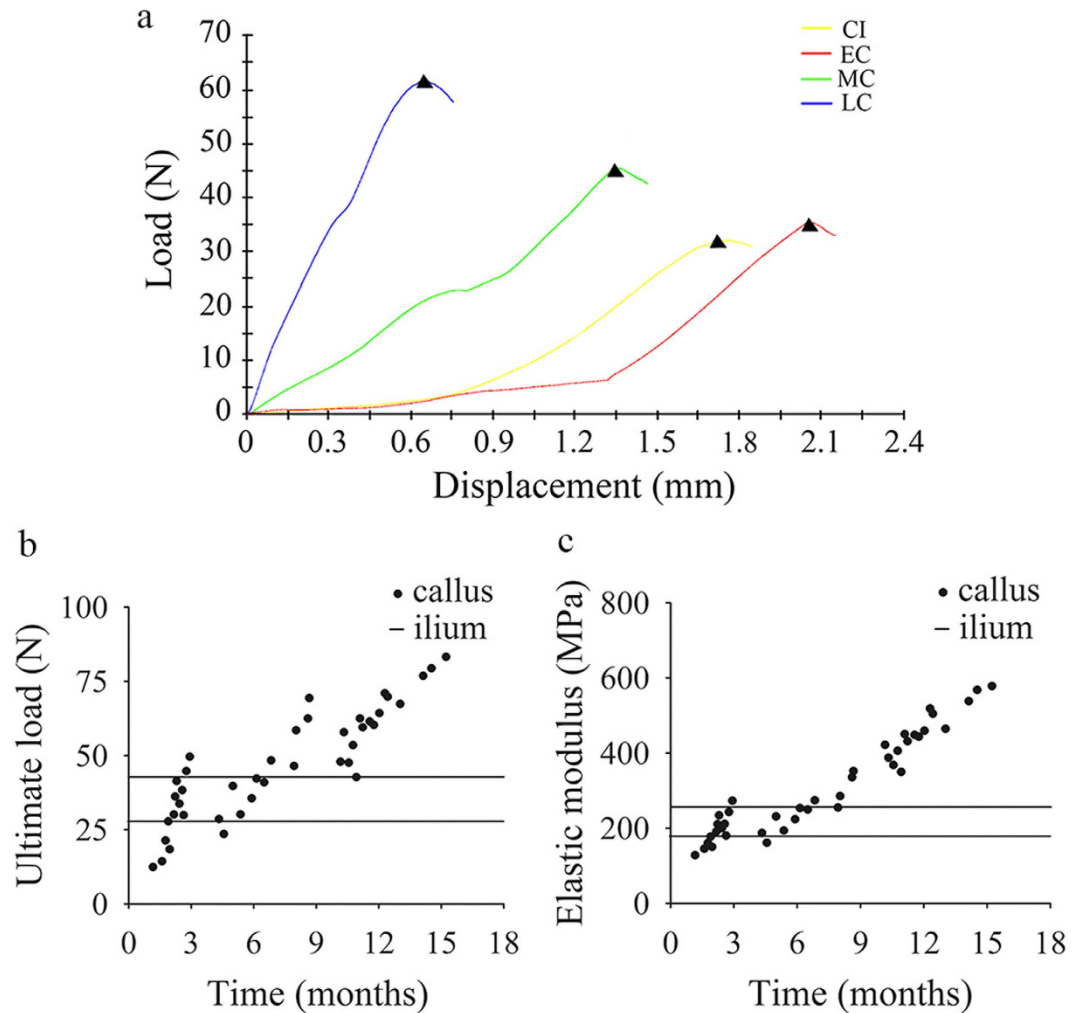 a
70
60
50
40
30
20
10
0
Load (N)
CI
EC
MC
LC
0 0.3 0.6 0.9 1.2 1.5 1.8 2.1 2.4
Displacement (mm)
b
100
75
50
25
0
Ultimate load (N)
• callus
– ilium
0 3 6 9 12 15 18
Time (months)
c
800
600
400
200
0
Elastic modulus (MPa)
• callus
– ilium
0 3 6 9 12 15 18
Time (months)